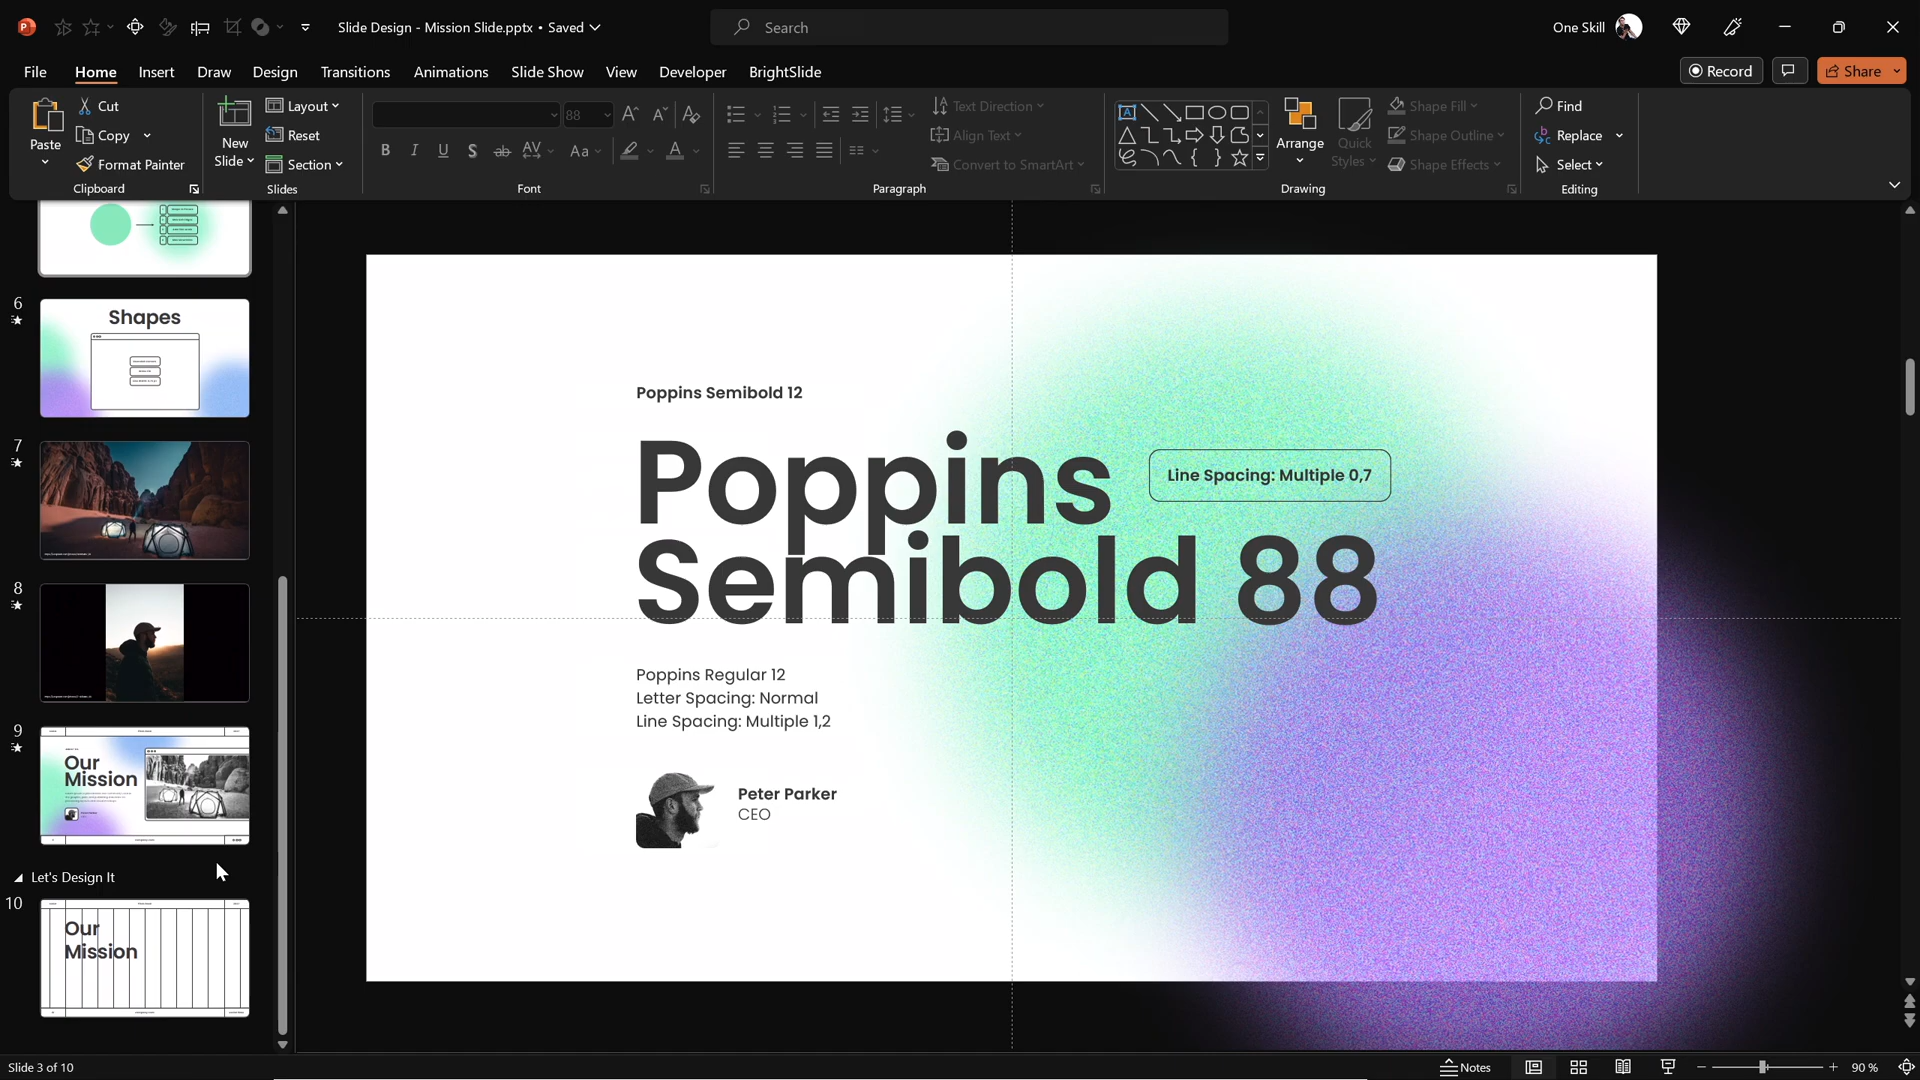 Slide Design - Mission Slide.pptx • Saved
Search
One Skill
File
Home
Insert
Draw
Design
Transitions
Animations
Slide Show
View
Developer
BrightSlide
Record
Share
Paste
Cut
Copy
Format Painter
Clipboard
New
Slide
Layout
Reset
Section
Slides
88
Font
Paragraph
Text Direction
Align Text
Convert to SmartArt
Arrange
Quick
Styles
Shape Fill
Shape Outline
Shape Effects
Drawing
Find
Replace
Select
Editing
6
Shapes
7
8
9
Our
Mission
Let's Design It
10
Our
Mission
Poppins Semibold 12
Poppins
Semibold 88
Line Spacing: Multiple 0,7
Poppins Regular 12
Letter Spacing: Normal
Line Spacing: Multiple 1,2
Peter Parker
CEO
Slide 3 of 10
Notes
90 %